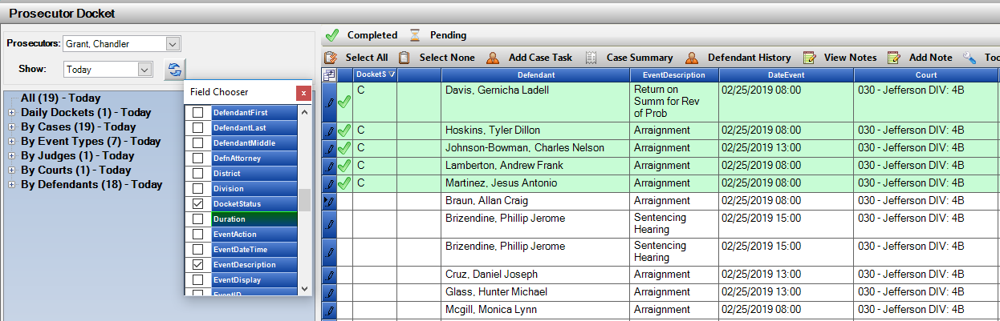 Prosecutor Docket
Prosecutors: Grant, Chandler
Show: Today
All (19) - Today
Daily Dockets (1) - Today
By Cases (19) - Today
By Event Types (7) - Today
By Judges (1) - Today
By Courts (1) - Today
By Defendants (18) - Today
Field Chooser x
DefendantFirst
DefendantLast
DefendantMiddle
DefnAttorney
District
Division
DocketStatus
Duration
EventAction
EventDateTime
EventDescription
EventDisplay
EventID
Completed Pending
Select All Select None Add Case Task Case Summary Defendant History View Notes Add Note Too
DocketS Defendant EventDescription DateEvent Court
C Davis, Gernicha Ladell Return on 02/25/2019 08:00 030 - Jefferson DIV: 4B
Summ for Rev
of Prob
C Hoskins, Tyler Dillon Arraignment 02/25/2019 08:00 030 - Jefferson DIV: 4B
C Johnson-Bowman, Charles Nelson Arraignment 02/25/2019 13:00 030 - Jefferson DIV: 4B
C Lamberton, Andrew Frank Arraignment 02/25/2019 08:00 030 - Jefferson DIV: 4B
C Martinez, Jesus Antonio Arraignment 02/25/2019 08:00 030 - Jefferson DIV: 4B
Braun, Allan Craig Arraignment 02/25/2019 08:00 030 - Jefferson DIV: 4B
Brizendine, Phillip Jerome Sentencing 02/25/2019 15:00 030 - Jefferson DIV: 4B
Hearing
Brizendine, Phillip Jerome Sentencing 02/25/2019 15:00 030 - Jefferson DIV: 4B
Hearing
Cruz, Daniel Joseph Arraignment 02/25/2019 13:00 030 - Jefferson DIV: 4B
Glass, Hunter Michael Arraignment 02/25/2019 13:00 030 - Jefferson DIV: 4B
Mcgill, Monica Lynn Arraignment 02/25/2019 08:00 030 - Jefferson DIV: 4B